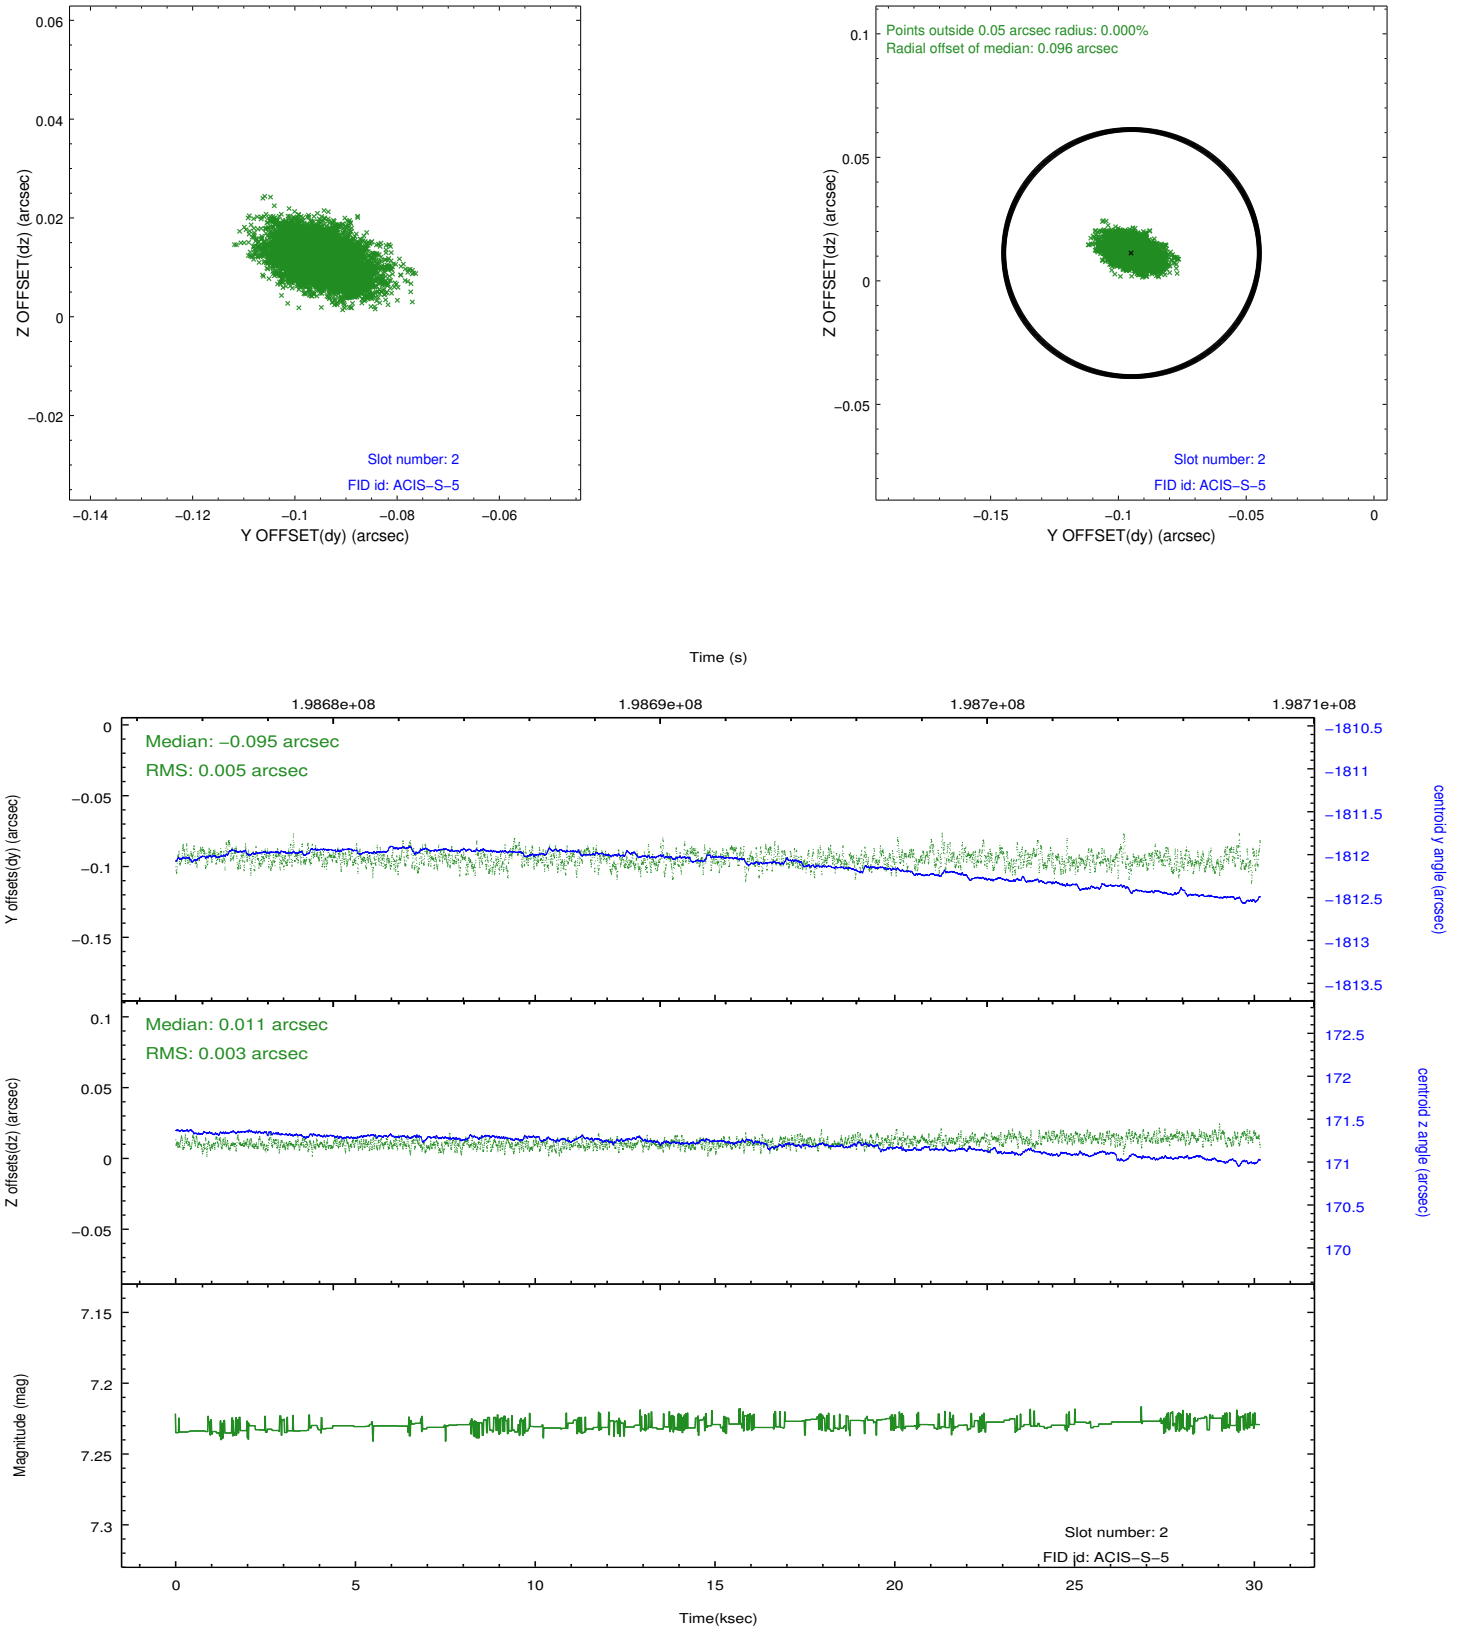 0.06
0.04
0.02
0
−0.02
Z OFFSET(dz) (arcsec)
Slot number: 2
FID id: ACIS−S−5
−0.14
−0.12
−0.1
−0.08
−0.06
Y OFFSET(dy) (arcsec)
Points outside 0.05 arcsec radius: 0.000%
Radial offset of median: 0.096 arcsec
0.1
0.05
0
−0.05
Z OFFSET(dz) (arcsec)
Slot number: 2
FID id: ACIS−S−5
−0.15
−0.1
−0.05
0
Y OFFSET(dy) (arcsec)
Time (s)
1.9868e+08
1.9869e+08
1.987e+08
1.9871e+08
Median: −0.095 arcsec
RMS: 0.005 arcsec
0
−0.05
−0.1
−0.15
Y offsets(dy) (arcsec)
−1810.5
−1811
−1811.5
−1812
−1812.5
−1813
−1813.5
centroid y angle (arcsec)
Median: 0.011 arcsec
RMS: 0.003 arcsec
0.1
0.05
0
−0.05
Z offsets(dz) (arcsec)
172.5
172
171.5
171
170.5
170
centroid z angle (arcsec)
7.15
7.2
7.25
7.3
Magnitude (mag)
Slot number: 2
FID id: ACIS−S−5
0
5
10
15
20
25
30
Time(ksec)